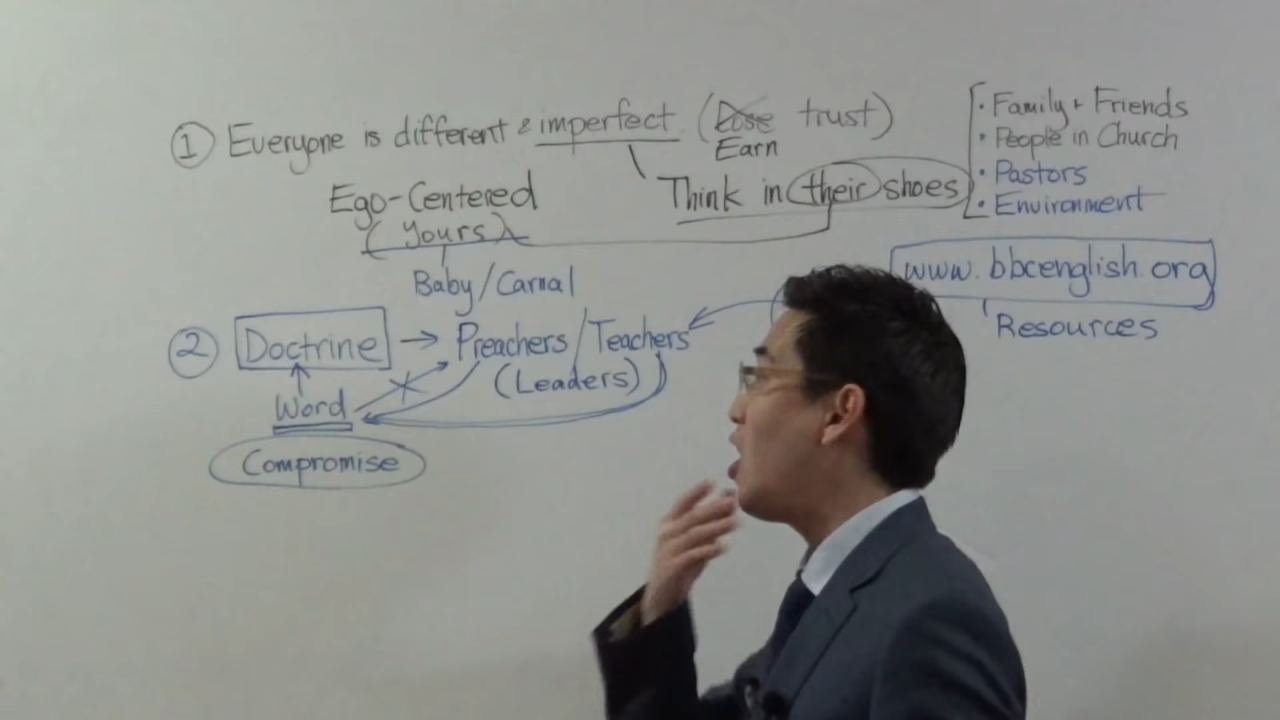 ① Everyone is different & imperfect. (Lose trust)
Earn
Think in their shoes
Ego-Centered
(Yours)
Baby/Carnal
• Family + Friends
• People in Church
• Pastors
• Environment
www.bbcenglish.org
Resources
② Doctrine → Preachers/Teachers
(Leaders)
Word
Compromise